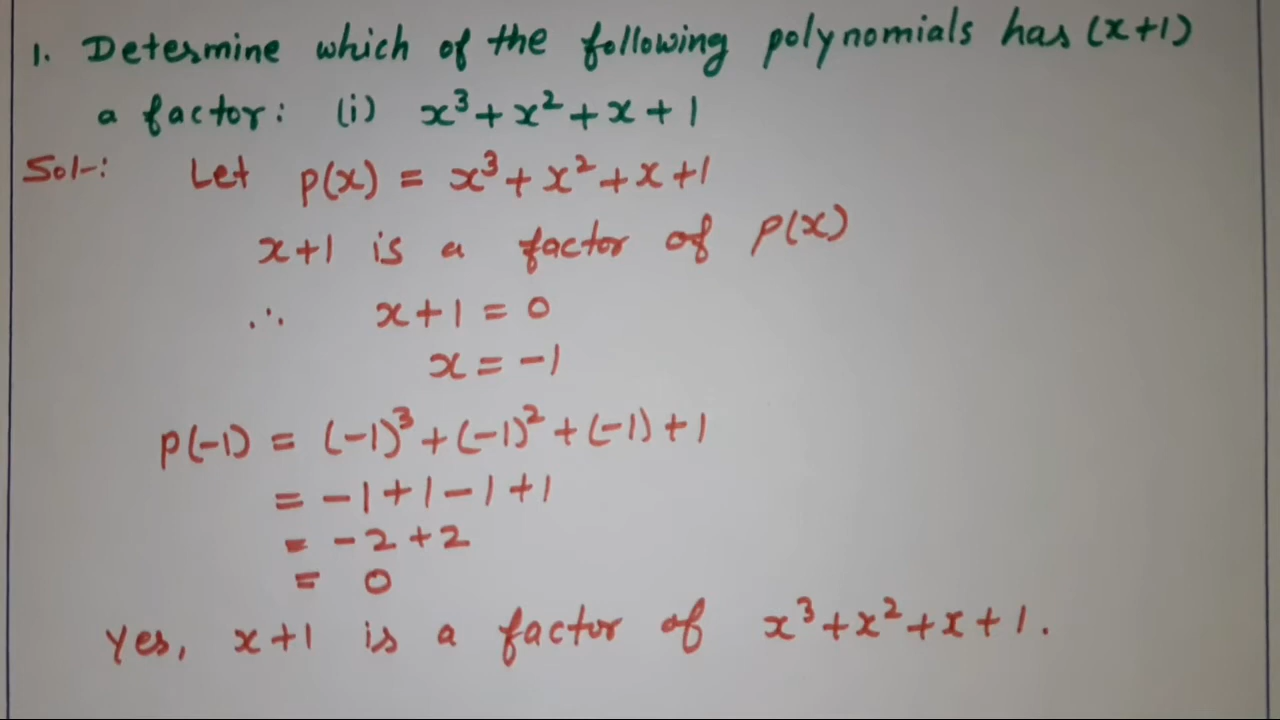 1. Determine which of the following polynomials has (x+1)
a factor: (i) x³+x²+x+1
Sol-: Let p(x) = x³+x²+x+1
x+1 is a factor of p(x)
∴ x+1 = 0
x = -1
p(-1) = (-1)³+(-1)²+(-1)+1
= -1+1-1+1
= -2+2
= 0
Yes, x+1 is a factor of x³+x²+x+1.